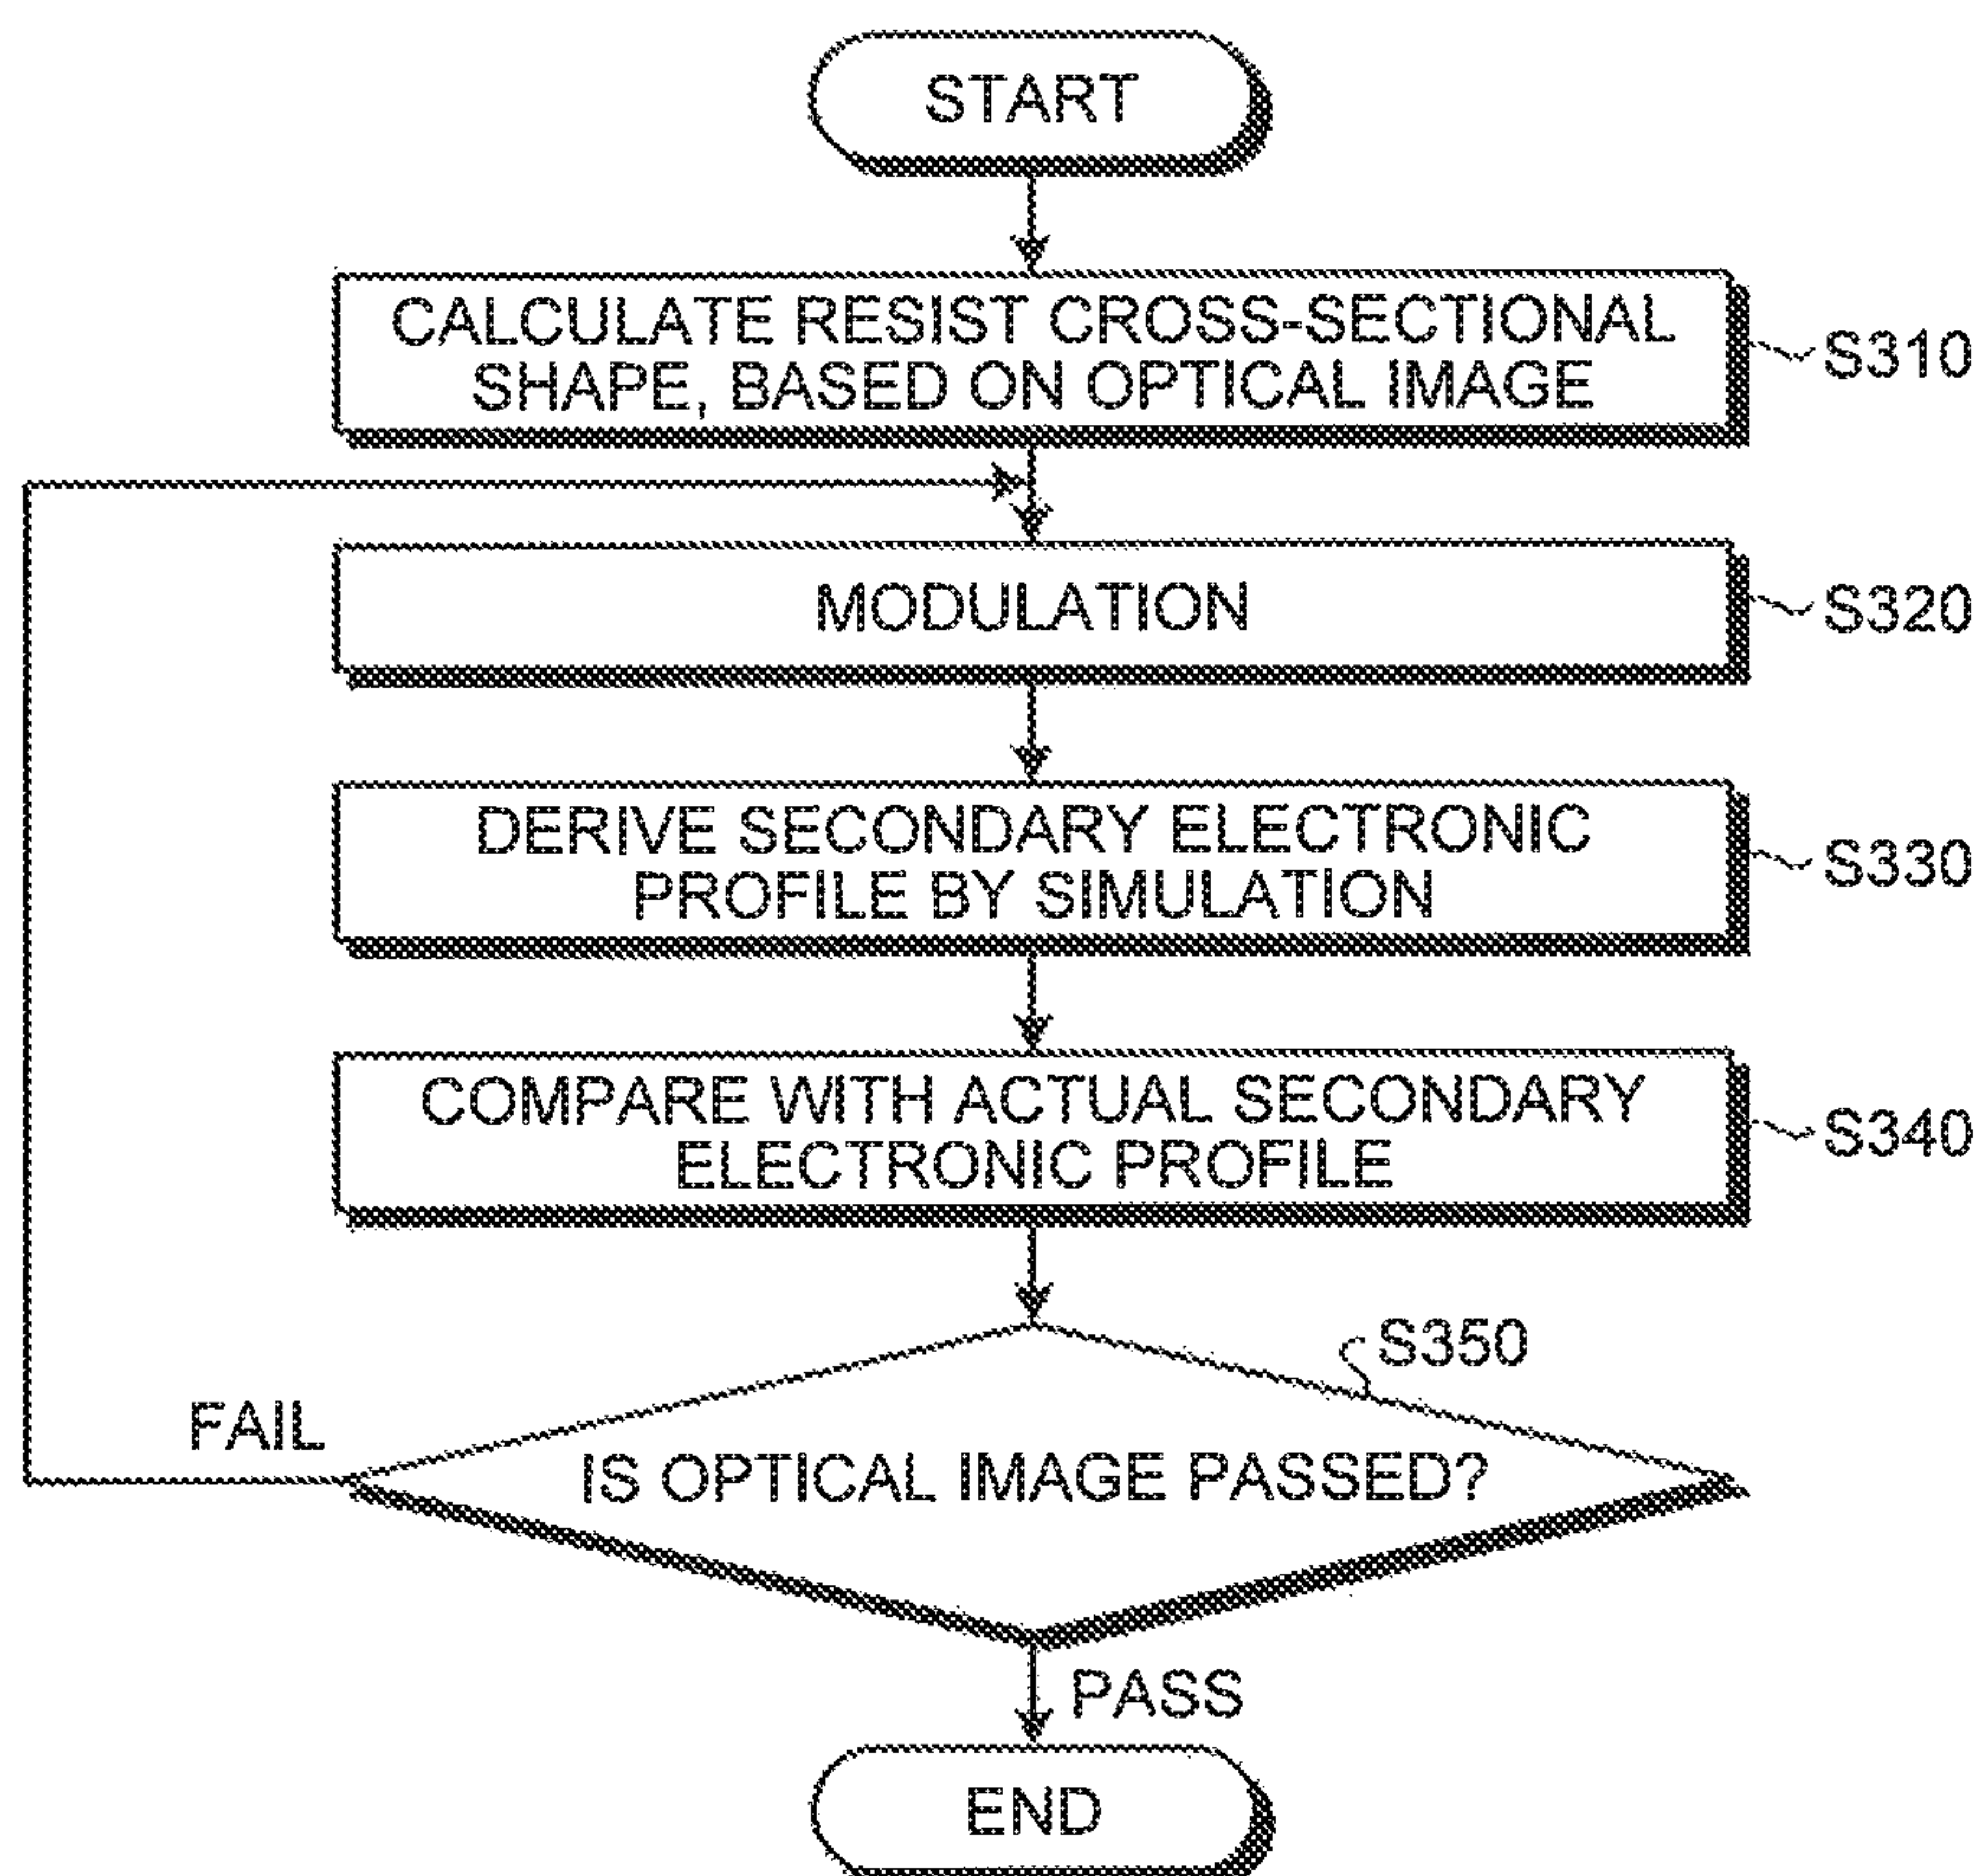 START
CALCULATE RESIST CROSS-SECTIONAL
SHAPE, BASED ON OPTICAL IMAGE
S310
MODULATION
S320
DERIVE SECONDARY ELECTRONIC
PROFILE BY SIMULATION
S330
COMPARE WITH ACTUAL SECONDARY
ELECTRONIC PROFILE
S340
S350
FAIL
IS OPTICAL IMAGE PASSED?
PASS
END